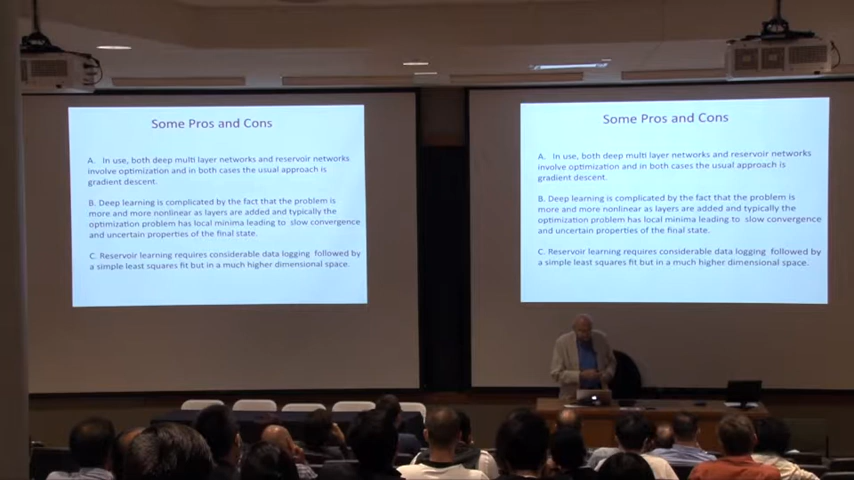 Some Pros and Cons
A. In use, both deep multi layer networks and reservoir networks
involve optimization and in both cases the usual approach is
gradient descent.
B. Deep learning is complicated by the fact that the problem is
more and more nonlinear as layers are added and typically the
optimization problem has local minima leading to slow convergence
and uncertain properties of the final state.
C. Reservoir learning requires considerable data logging followed by
a simple least squares fit but in a much higher dimensional space.
Some Pros and Cons
A. In use, both deep multi layer networks and reservoir networks
involve optimization and in both cases the usual approach is
gradient descent.
B. Deep learning is complicated by the fact that the problem is
more and more nonlinear as layers are added and typically the
optimization problem has local minima leading to slow convergence
and uncertain properties of the final state.
C. Reservoir learning requires considerable data logging followed by
a simple least squares fit but in a much higher dimensional space.